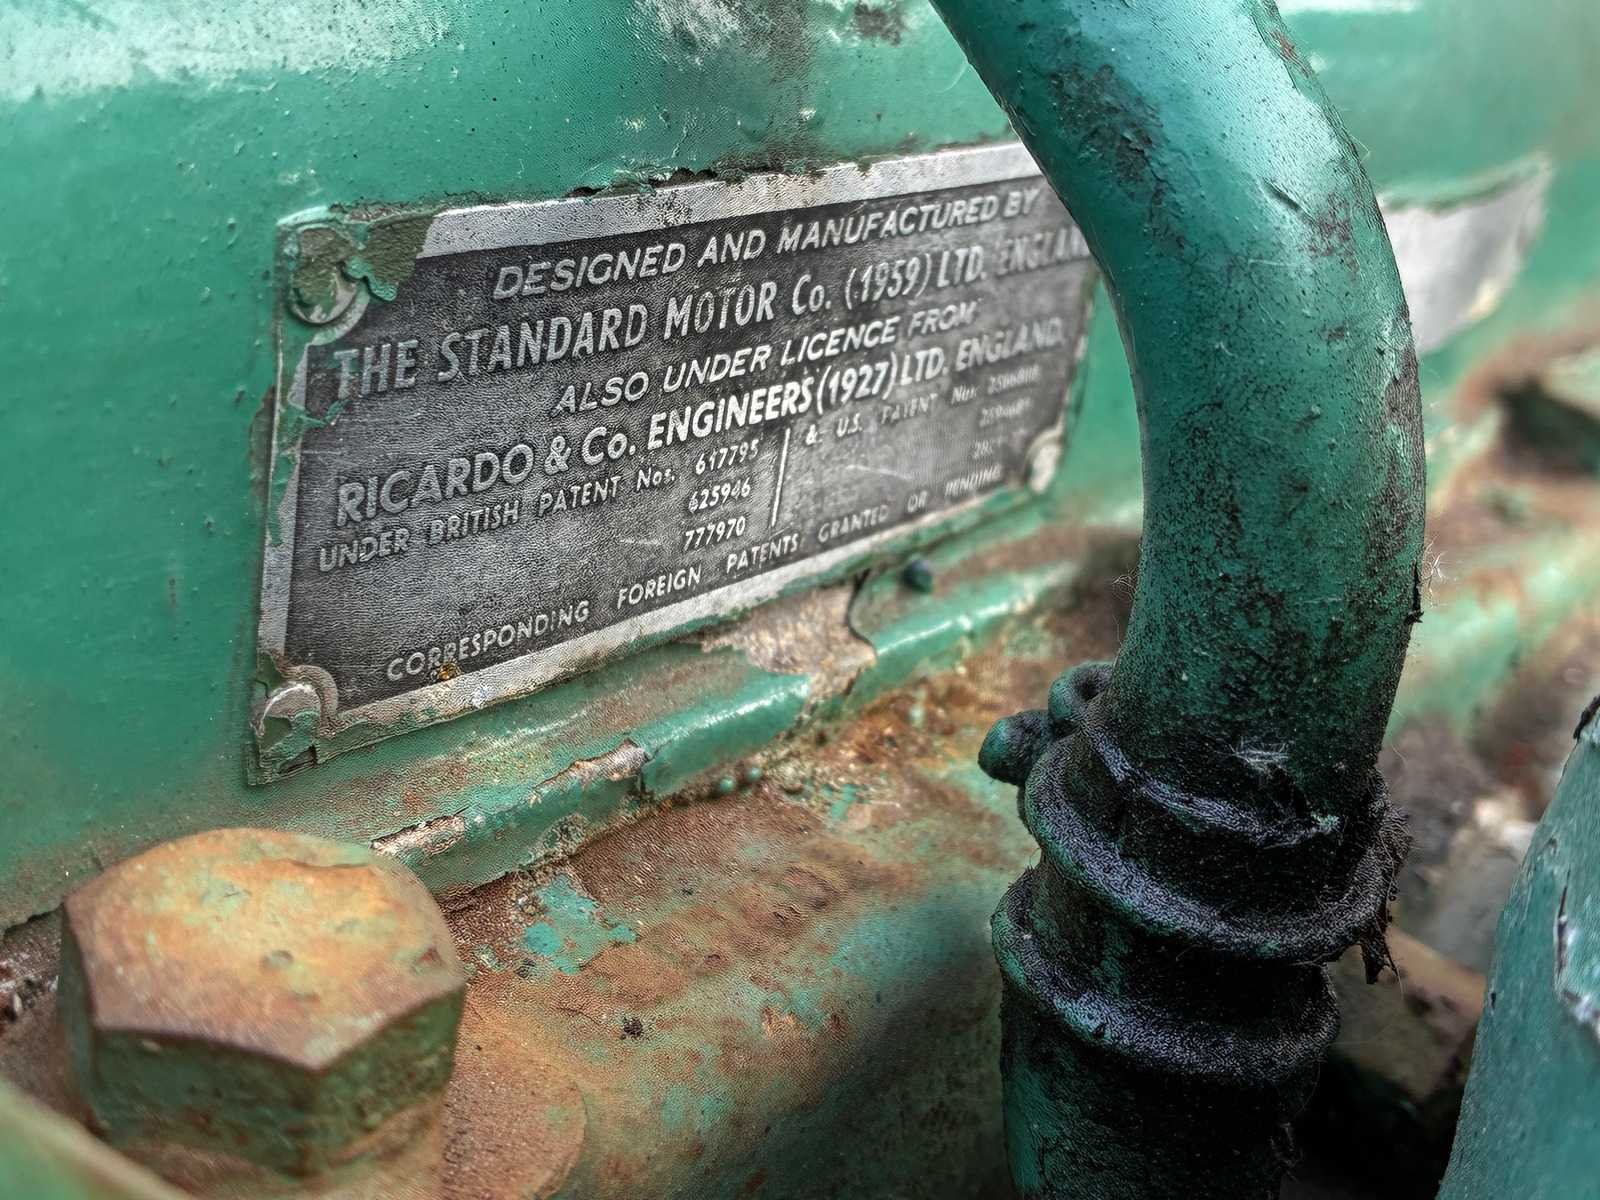 DESIGNED AND MANUFACTURED BY
THE STANDARD MOTOR Co. (1959) LTD. ENGLAND
ALSO UNDER LICENCE FROM
RICARDO & Co. ENGINEERS (1927) LTD. ENGLAND.
UNDER BRITISH PATENT Nos. 617795 & U.S. PATENT Nos.
625946
777970
CORRESPONDING FOREIGN PATENTS GRANTED OR PENDING